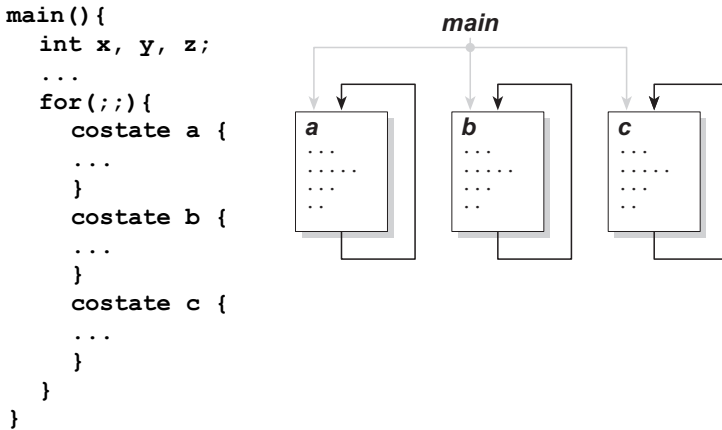 main(){
int x, y, z;
...
for(;;){
costate a {
...
}
costate b {
...
}
costate c {
...
}
}
}
main
a
...
.....
...
..
b
...
.....
...
..
c
...
.....
...
..